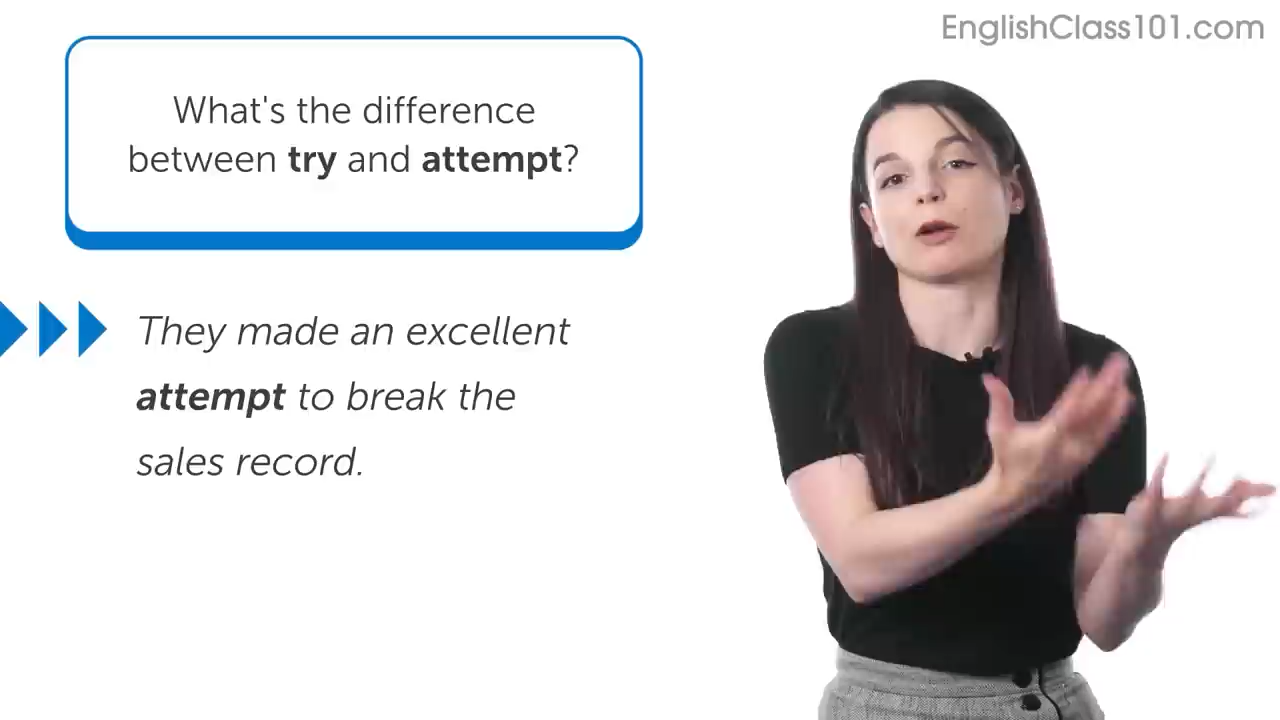 EnglishClass101.com
What's the difference
between try and attempt?
They made an excellent
attempt to break the
sales record.